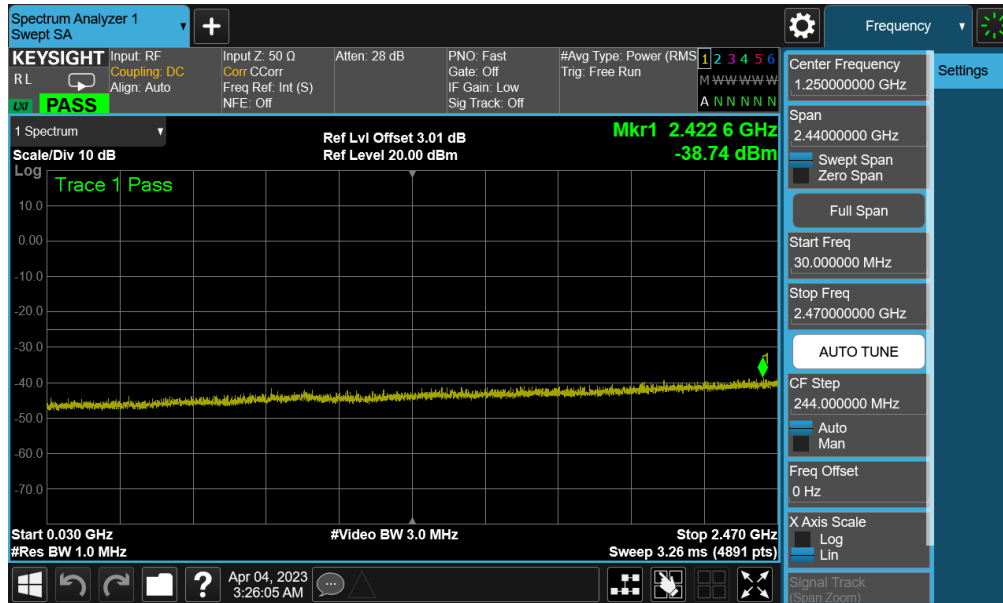 Spectrum Analyzer 1
Swept SA
+
Frequency
KEYSIGHT
R L
LXI PASS
Input: RF
Coupling: DC
Align: Auto
Input Z: 50 Ω
Corr CCorr
Freq Ref: Int (S)
NFE: Off
Atten: 28 dB
PNO: Fast
Gate: Off
IF Gain: Low
Sig Track: Off
#Avg Type: Power (RMS
Trig: Free Run
1 2 3 4 5 6
M W W W W W
A N N N N N
1 Spectrum
Scale/Div 10 dB
Ref Lvl Offset 3.01 dB
Ref Level 20.00 dBm
Mkr1 2.422 6 GHz
-38.74 dBm
Log
Trace 1 Pass
10.0
0.00
-10.0
-20.0
-30.0
-40.0
-50.0
-60.0
-70.0
1
Start 0.030 GHz
#Res BW 1.0 MHz
#Video BW 3.0 MHz
Stop 2.470 GHz
Sweep 3.26 ms (4891 pts)
Center Frequency
1.250000000 GHz
Span
2.44000000 GHz
Swept Span
Zero Span
Full Span
Start Freq
30.000000 MHz
Stop Freq
2.470000000 GHz
AUTO TUNE
CF Step
244.000000 MHz
Auto
Man
Freq Offset
0 Hz
X Axis Scale
Log
Lin
Signal Track
(Span Zoom)
Settings
?
Apr 04, 2023
3:26:05 AM